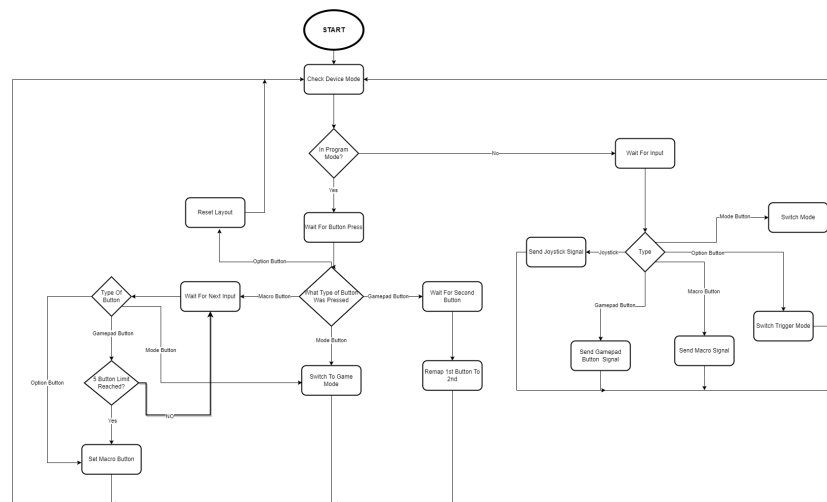 START
Check Device Mode
In Program
Mode?
No
Wait For Input
Yes
Reset Layout
Wait For Button Press
Mode Button
Switch Mode
Option Button
What Type of Button
Was Pressed
Macro Button
Gamepad Button
Wait For Next Input
Type Of
Button
Wait For Second
Button
Send Joystick Signal
Joystick
Type
Option Button
Macro Button
Gamepad Button
Switch Trigger Mode
Gamepad Button
Mode Button
Mode Button
Send Gamepad
Button Signal
Send Macro Signal
Option Button
5 Button Limit
Reached?
Switch To Game
Mode
Remap 1st Button To
2nd
NO
Yes
Set Macro Button